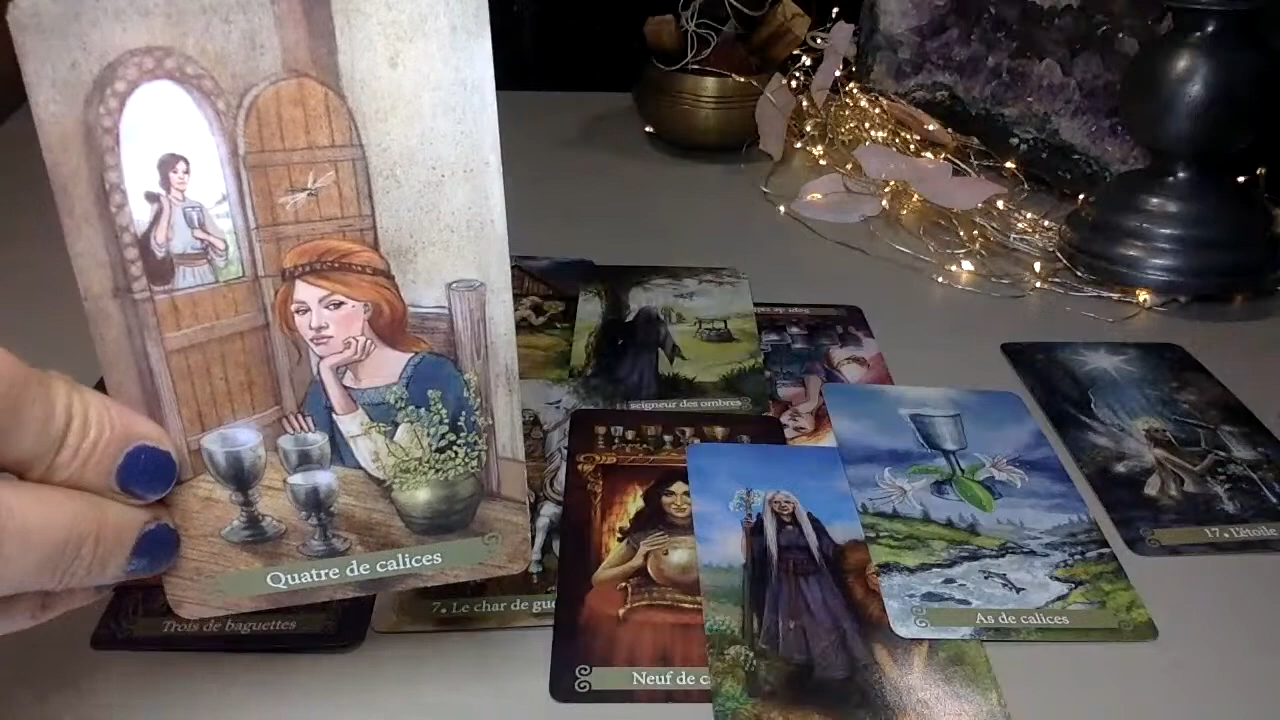 Quatre de calices
seigneur des ombres
Trois de baguettes
7. Le char de gue
Neuf de c
As de calices
17. L'étoile